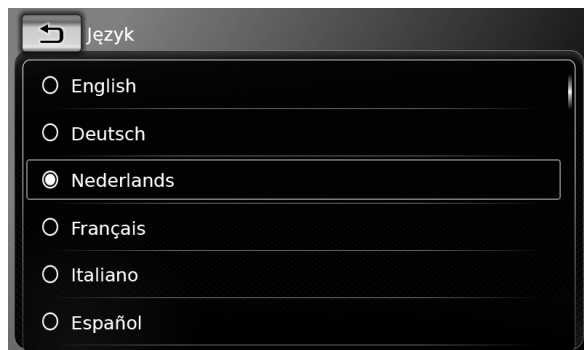 Język
English
Deutsch
Nederlands
Français
Italiano
Español